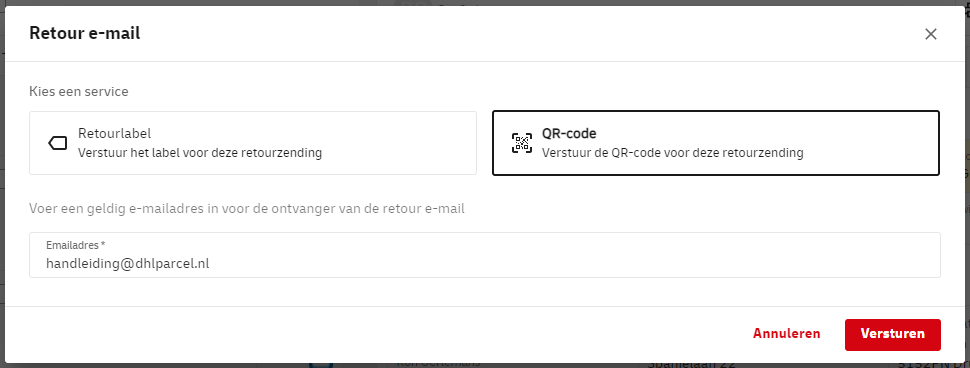 Retour e-mail
Kies een service
Retourlabel
Verstuur het label voor deze retourzending
QR-code
Verstuur de QR-code voor deze retourzending
Voer een geldig e-mailadres in voor de ontvanger van de retour e-mail
Emailadres *
handleiding@dhlparcel.nl
Annuleren
Versturen